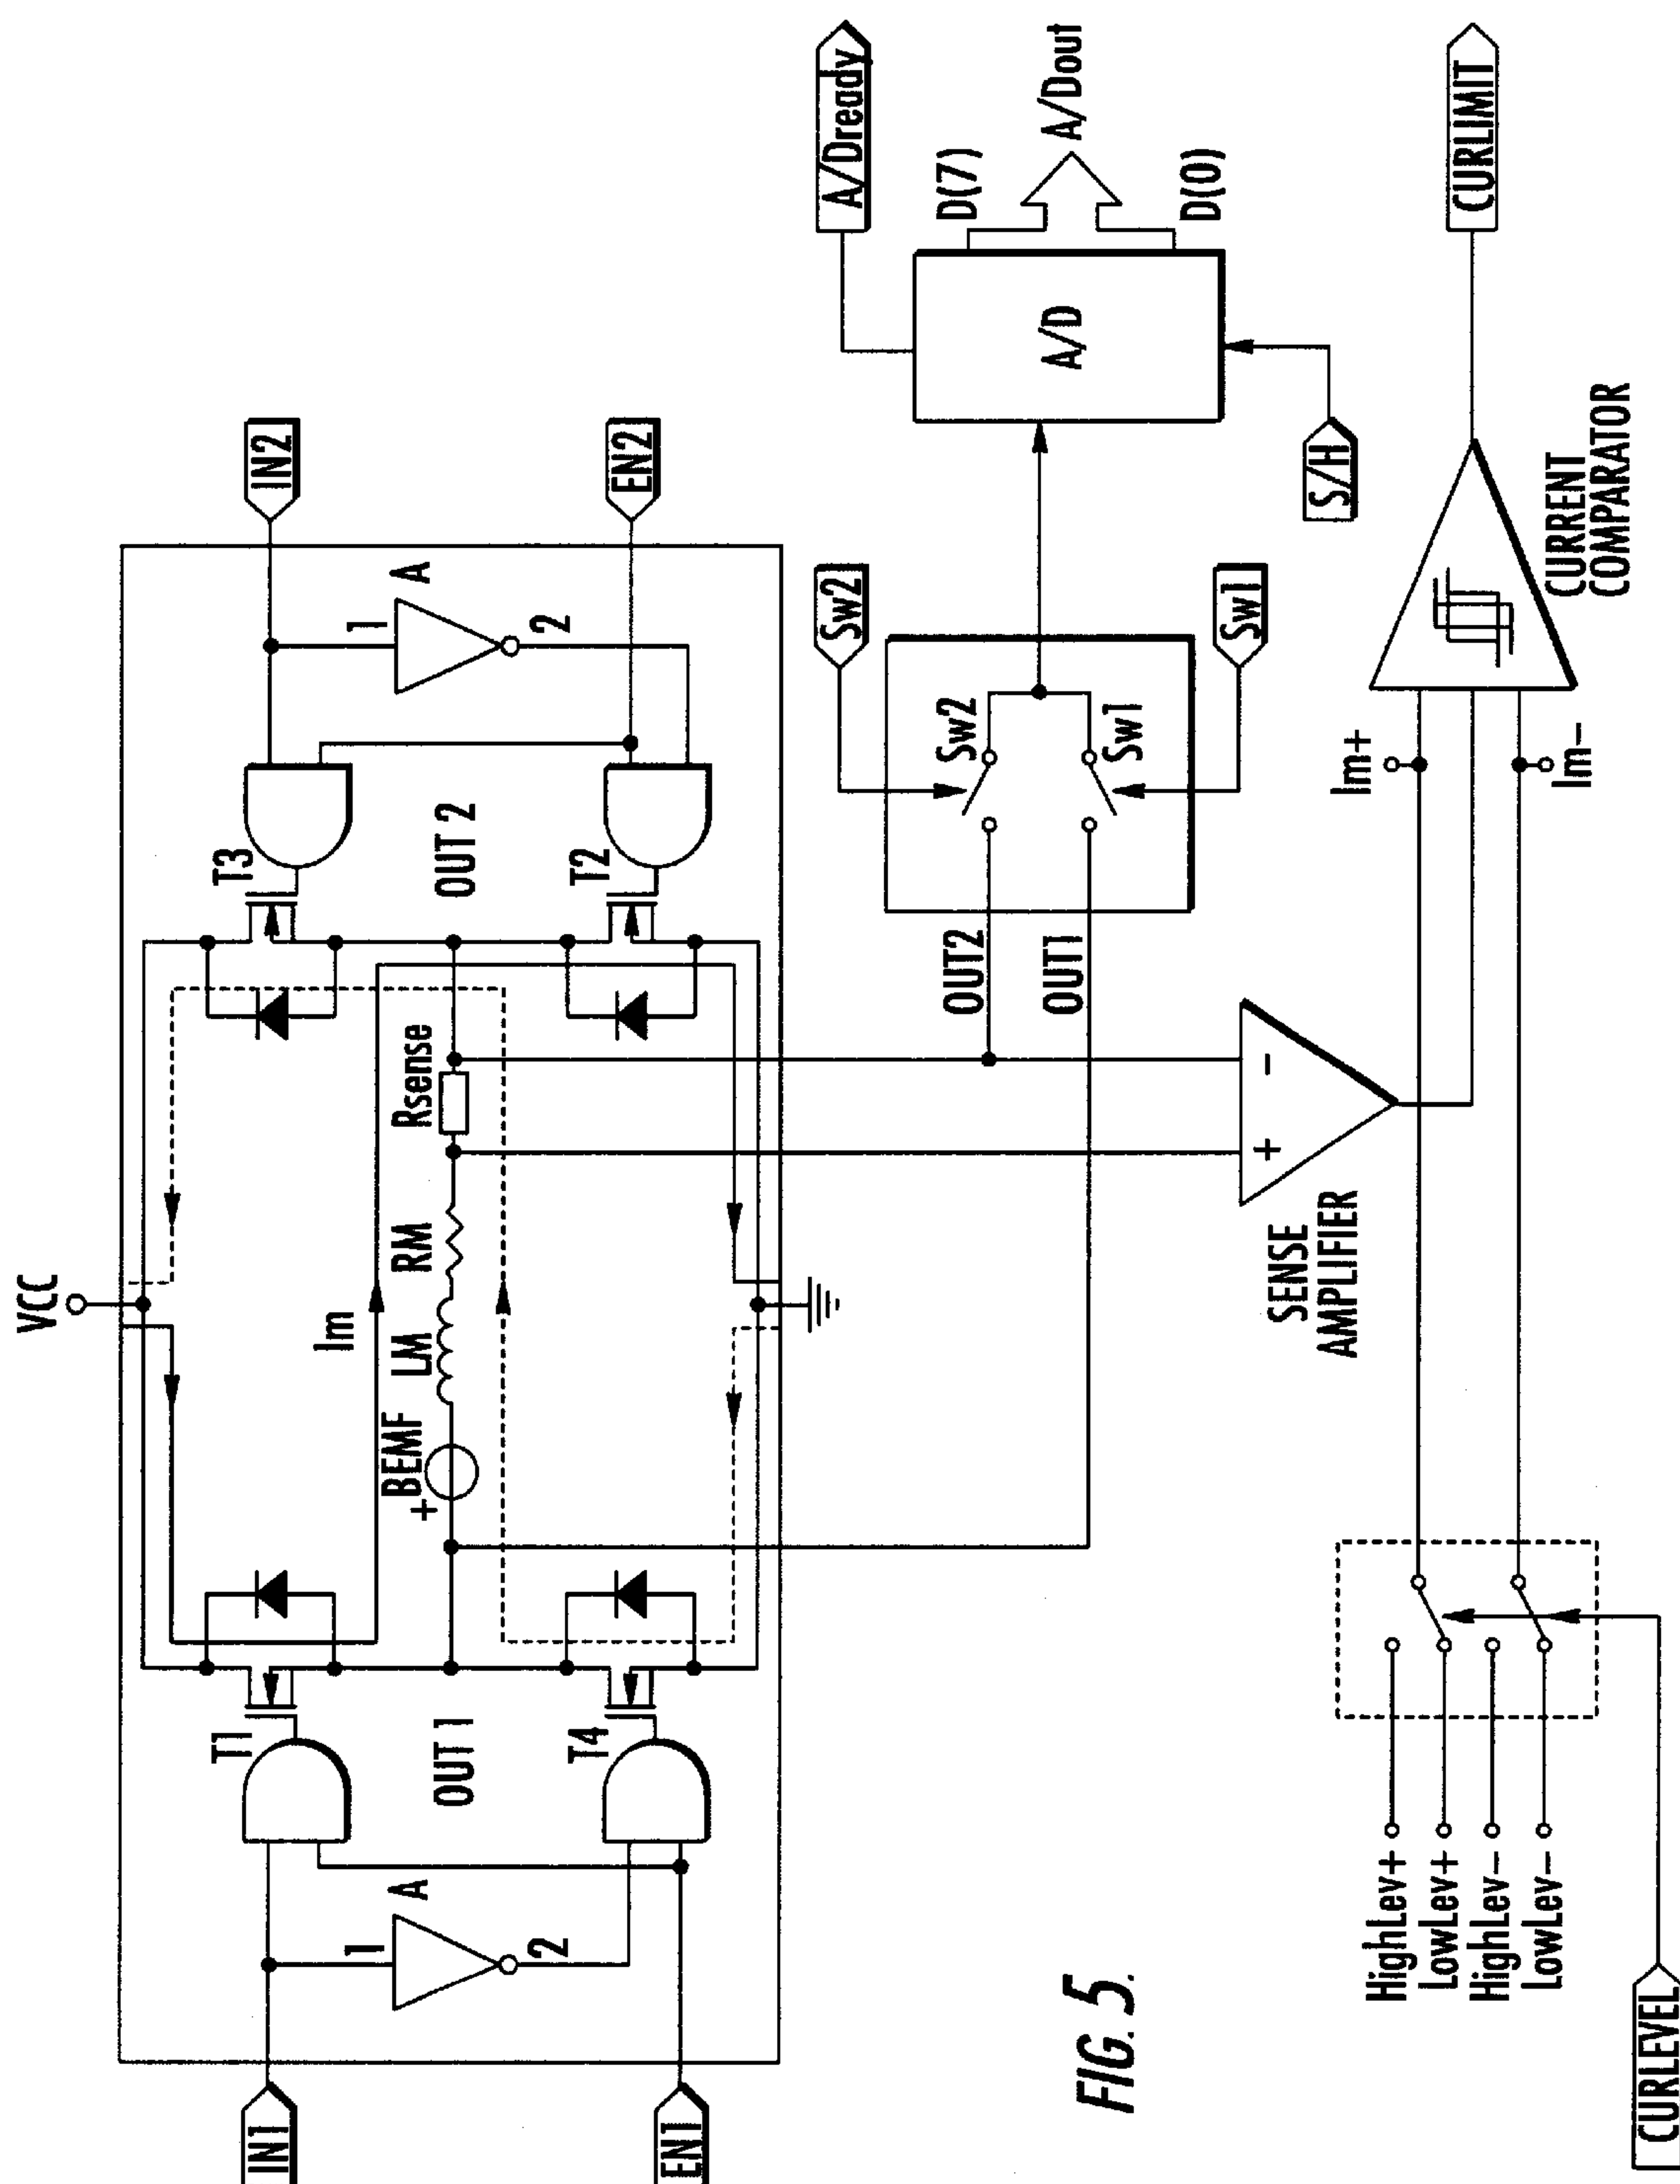 VCC
IN1
EN1
IN2
EN2
1
A
2
T1
OUT 1
T4
+
BEMF
LM
RM
Rsense
Im
T3
OUT 2
T2
1
A
2
OUT2
OUT1
Sw2
Sw1
Sw2
Sw1
A/D
A/Dready
D(7)
A/Dout
D(0)
S/H
+
-
SENSE
AMPLIFIER
Im+
Im-
CURRENT
COMPARATOR
CURLIMIT
HighLev+
LowLev+
HighLev-
LowLev-
CURLEVEL
FIG. 5.